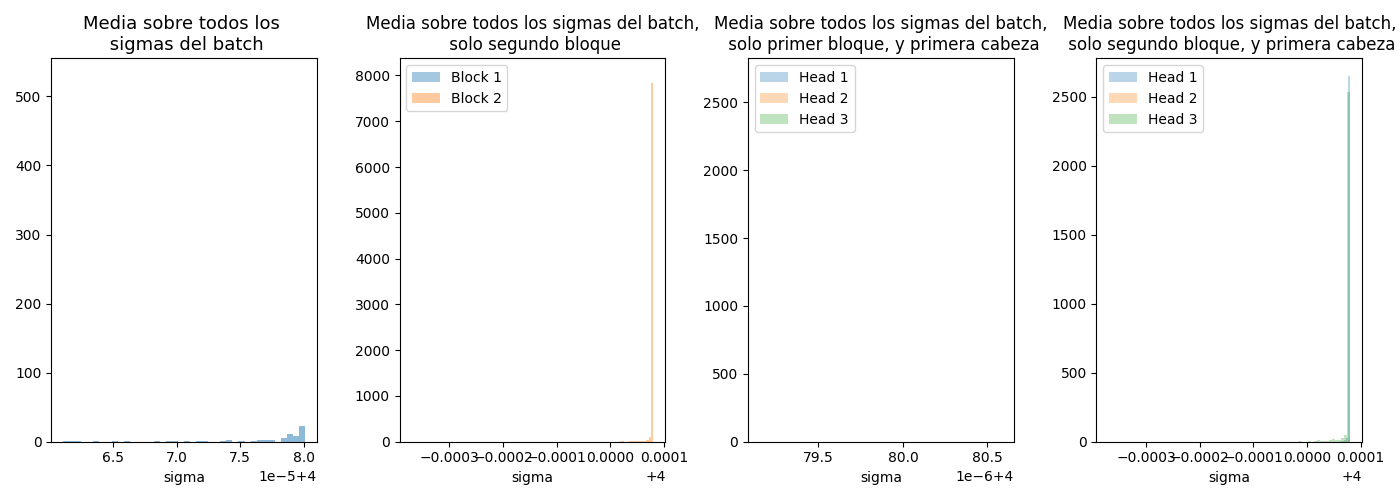 Media sobre todos los
sigmas del batch
500
400
300
200
100
0
6.5 7.0 7.5 8.0
sigma 1e−5+4
Media sobre todos los sigmas del batch,
solo segundo bloque
Block 1
Block 2
8000
7000
6000
5000
4000
3000
2000
1000
0
−0.0003 −0.0002 −0.0001 0.0000 0.0001
sigma +4
Media sobre todos los sigmas del batch,
solo primer bloque, y primera cabeza
Head 1
Head 2
Head 3
2500
2000
1500
1000
500
0
79.5 80.0 80.5
sigma 1e−6+4
Media sobre todos los sigmas del batch,
solo segundo bloque, y primera cabeza
Head 1
Head 2
Head 3
2500
2000
1500
1000
500
0
−0.0003 −0.0002 −0.0001 0.0000 0.0001
sigma +4